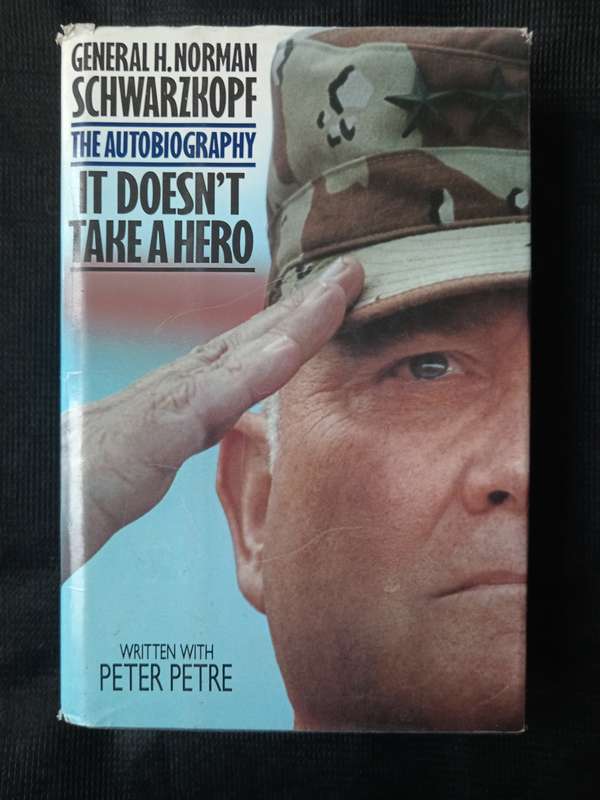 GENERAL H. NORMAN
SCHWARZKOPF
THE AUTOBIOGRAPHY
IT DOESN'T
TAKE A HERO
WRITTEN WITH
PETER PETRE